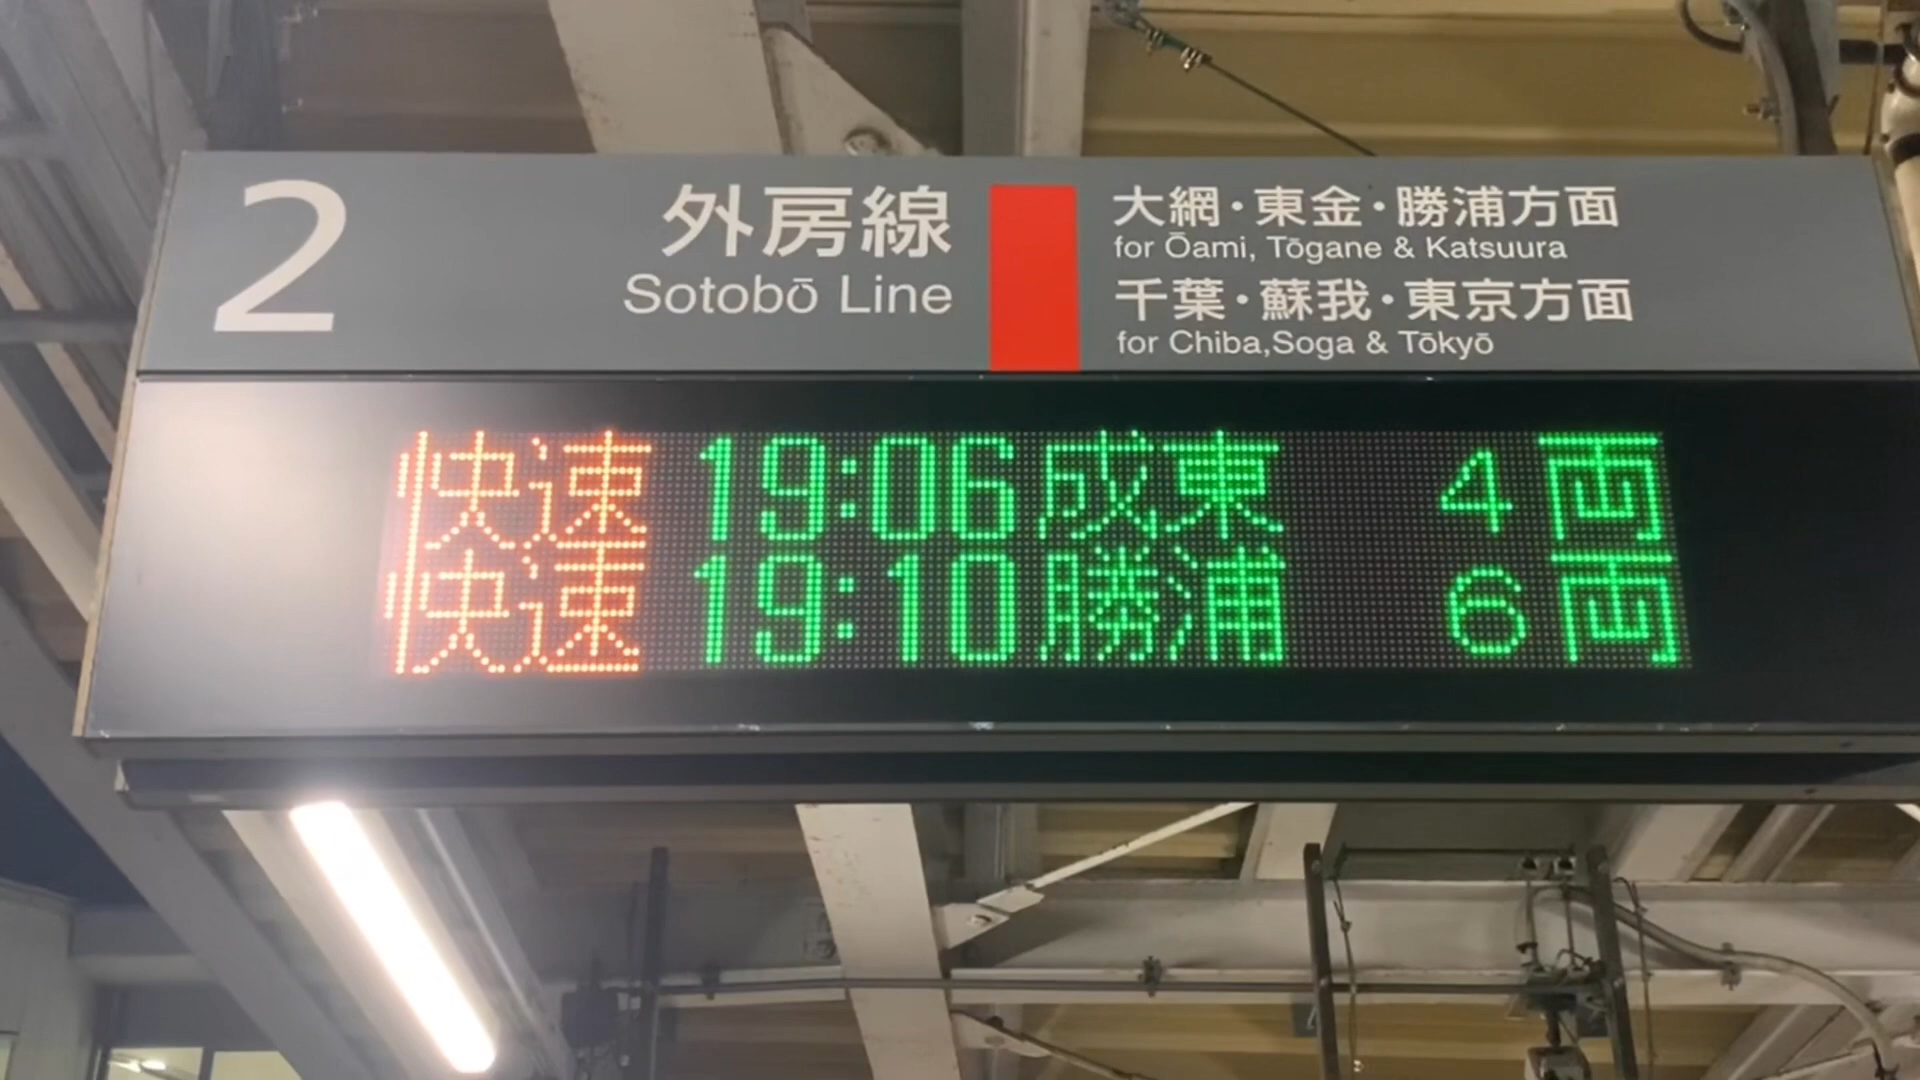 2
外房線
Sotobō Line
大網・東金・勝浦方面
for Ōami, Tōgane & Katsuura
千葉・蘇我・東京方面
for Chiba,Soga & Tōkyō
快速 19:06 成東 4両
快速 19:10 勝浦 6両